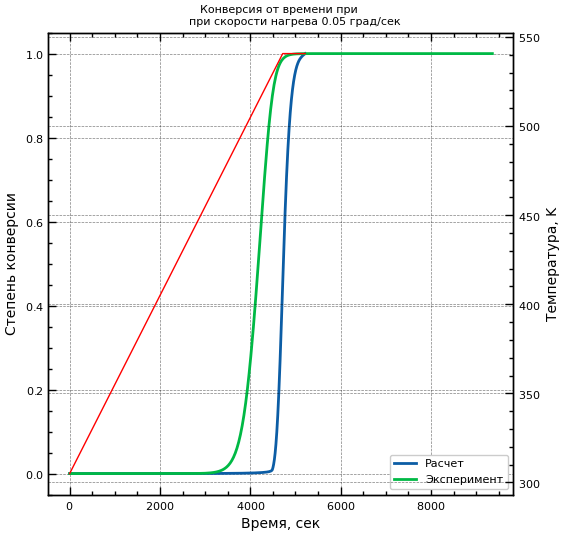 Конверсия от времени при
при скорости нагрева 0.05 град/сек
1.0
0.8
0.6
0.4
0.2
0.0
Степень конверсии
550
500
450
400
350
300
Температура, К
Расчет
Эксперимент
0 2000 4000 6000 8000
Время, сек